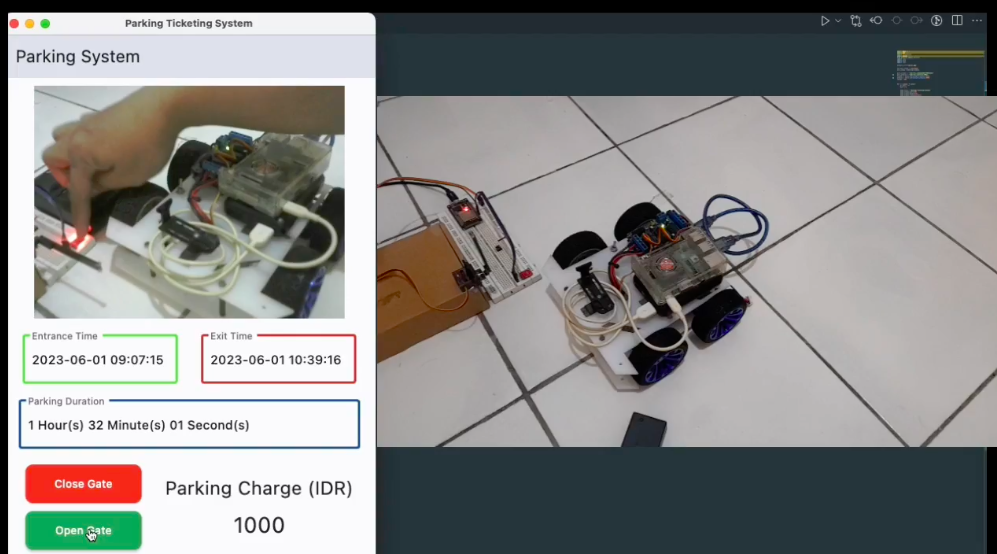 Parking Ticketing System
Parking System
Entrance Time
2023-06-01 09:07:15
Exit Time
2023-06-01 10:39:16
Parking Duration
1 Hour(s) 32 Minute(s) 01 Second(s)
Close Gate
Parking Charge (IDR)
Open Gate
1000